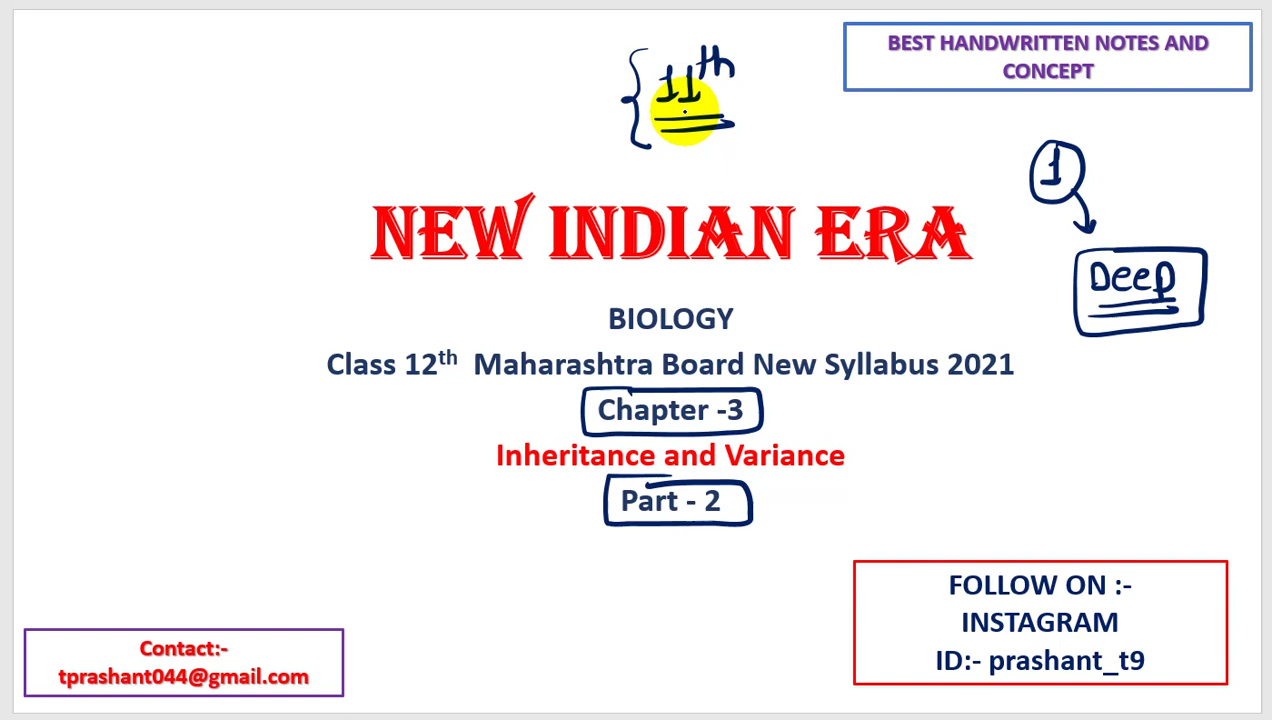 BEST HANDWRITTEN NOTES AND
CONCEPT
11th
1
NEW INDIAN ERA
Deep
BIOLOGY
Class 12th Maharashtra Board New Syllabus 2021
Chapter -3
Inheritance and Variance
Part - 2
FOLLOW ON :-
INSTAGRAM
ID:- prashant_t9
Contact:-
tprashant044@gmail.com